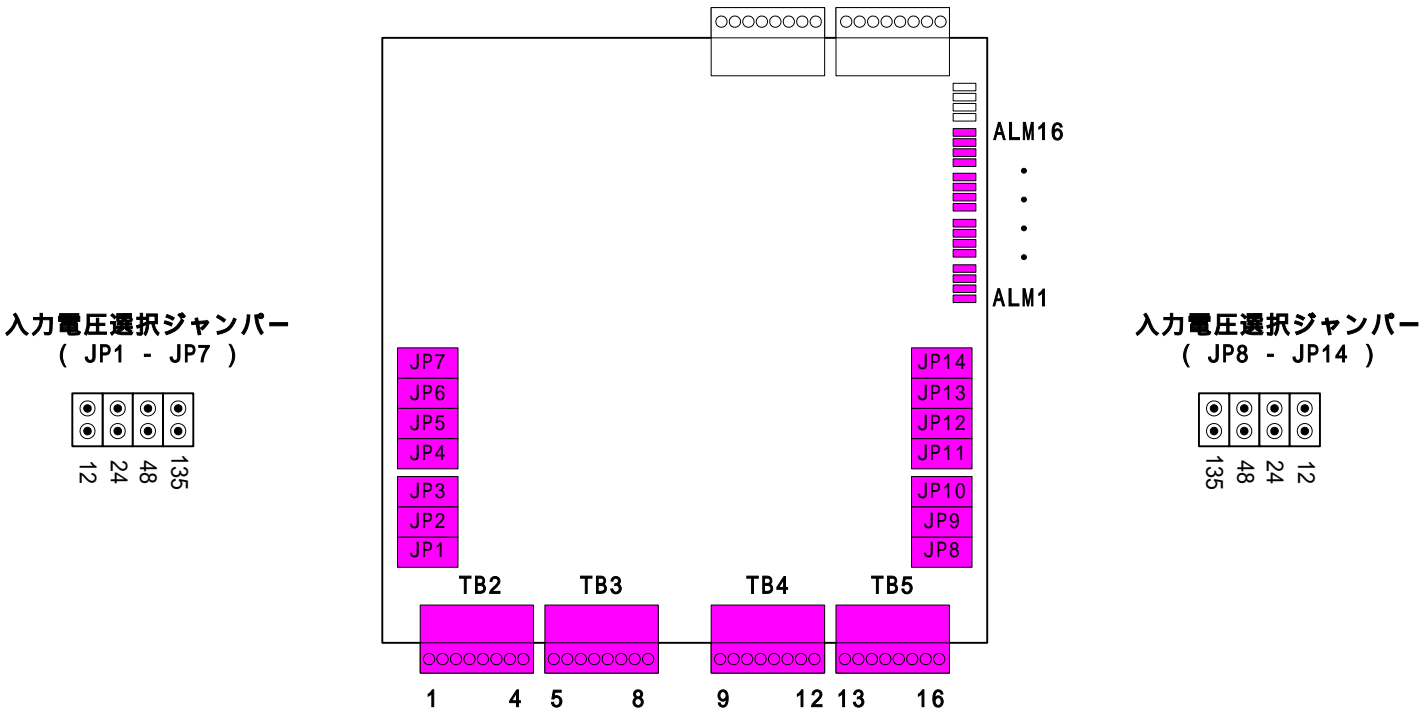 ALM16
ALM1
入力電圧選択ジャンパー
( JP1 - JP7 )
12 24 48 135
入力電圧選択ジャンパー
( JP8 - JP14 )
135 48 24 12
JP7
JP6
JP5
JP4
JP3
JP2
JP1
JP14
JP13
JP12
JP11
JP10
JP9
JP8
TB2 TB3 TB4 TB5
1 4 5 8 9 12 13 16